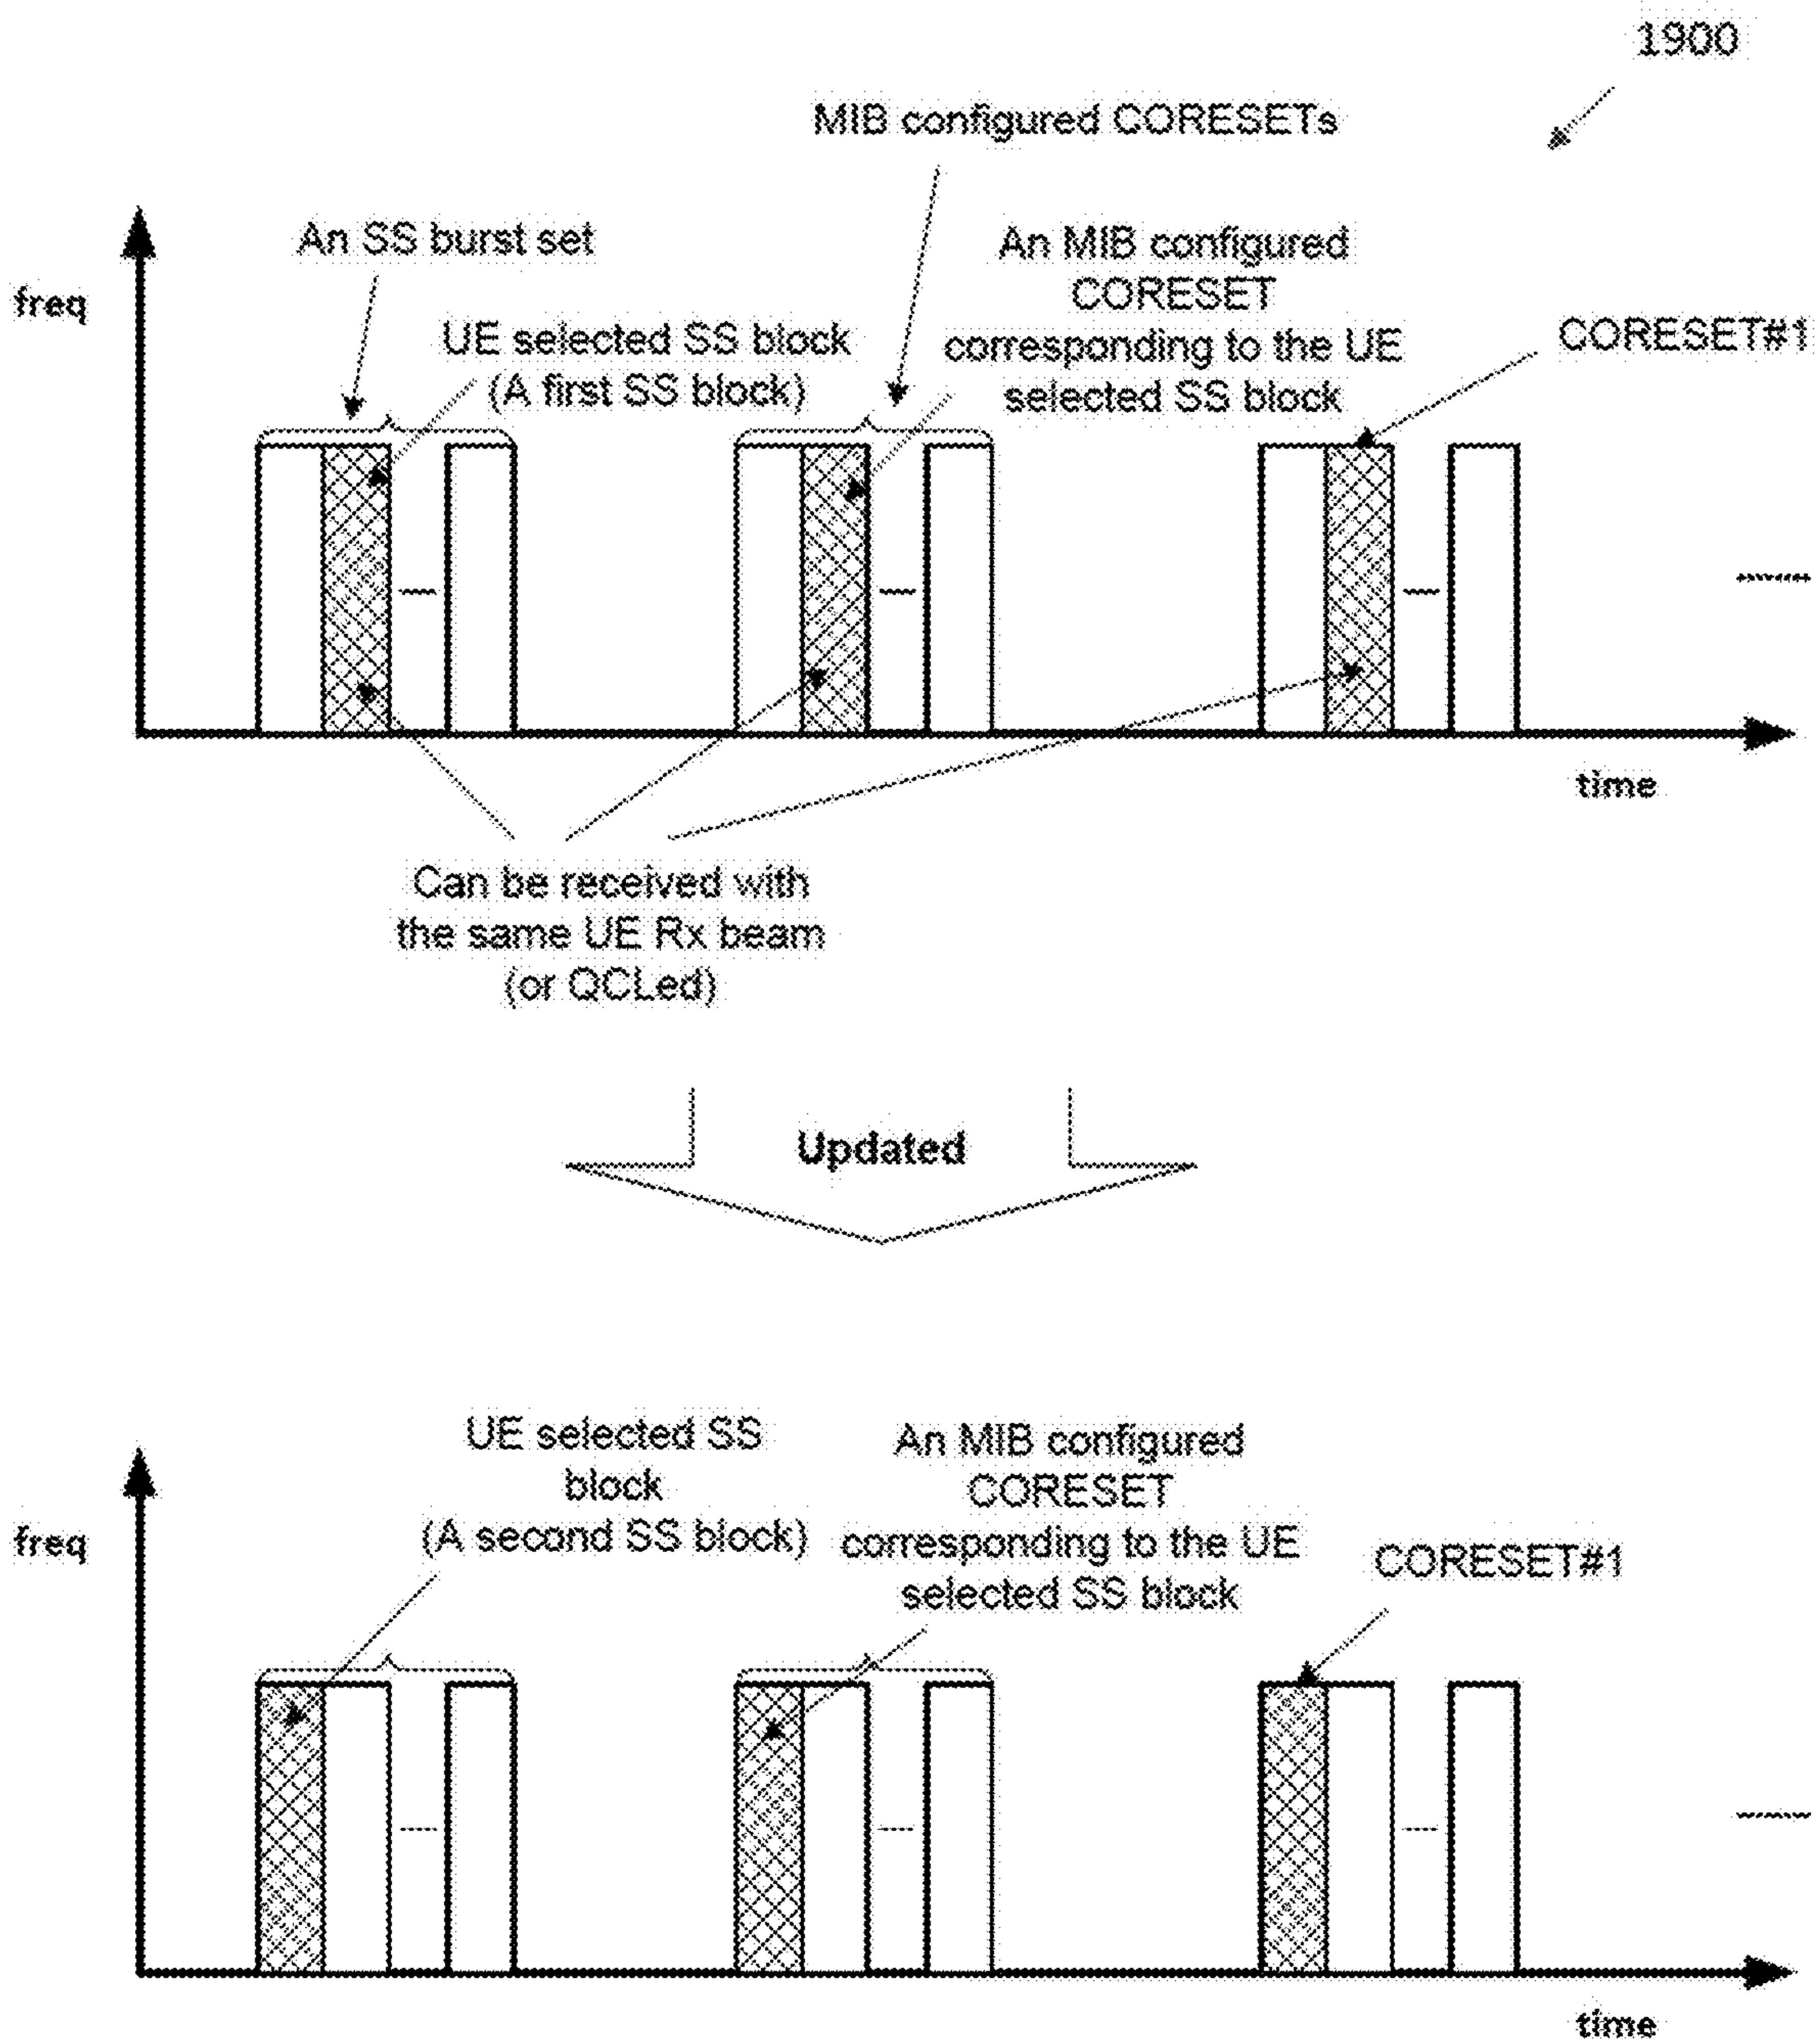 1900
MIB configured CORESETs
An SS burst set
An MIB configured
CORESET
corresponding to the UE
selected SS block
freq
UE selected SS block
(A first SS block)
CORESET#1
time
Can be received with
the same UE Rx beam
(or QCLed)
Updated
UE selected SS
block
(A second SS block)
An MIB configured
CORESET
corresponding to the UE
selected SS block
freq
CORESET#1
time